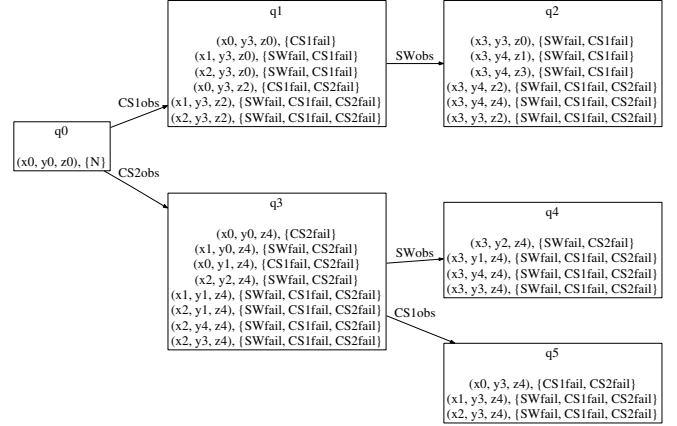 q1
(x0, y3, z0), {CS1fail}
(x1, y3, z0), {SWfail, CS1fail}
(x2, y3, z0), {SWfail, CS1fail}
(x0, y3, z2), {CS1fail, CS2fail}
(x1, y3, z2), {SWfail, CS1fail, CS2fail}
(x2, y3, z2), {SWfail, CS1fail, CS2fail}
SWobs
q2
(x3, y3, z0), {SWfail, CS1fail}
(x3, y4, z1), {SWfail, CS1fail}
(x3, y4, z3), {SWfail, CS1fail}
(x3, y4, z2), {SWfail, CS1fail, CS2fail}
(x3, y4, z4), {SWfail, CS1fail, CS2fail}
(x3, y3, z2), {SWfail, CS1fail, CS2fail}
CS1obs
q0
(x0, y0, z0), {N}
CS2obs
q3
(x0, y0, z4), {CS2fail}
(x1, y0, z4), {SWfail, CS2fail}
(x0, y1, z4), {CS1fail, CS2fail}
(x2, y2, z4), {SWfail, CS2fail}
(x1, y1, z4), {SWfail, CS1fail, CS2fail}
(x2, y1, z4), {SWfail, CS1fail, CS2fail}
(x2, y4, z4), {SWfail, CS1fail, CS2fail}
(x2, y3, z4), {SWfail, CS1fail, CS2fail}
SWobs
q4
(x3, y2, z4), {SWfail, CS2fail}
(x3, y1, z4), {SWfail, CS1fail, CS2fail}
(x3, y4, z4), {SWfail, CS1fail, CS2fail}
(x3, y3, z4), {SWfail, CS1fail, CS2fail}
CS1obs
q5
(x0, y3, z4), {CS1fail, CS2fail}
(x1, y3, z4), {SWfail, CS1fail, CS2fail}
(x2, y3, z4), {SWfail, CS1fail, CS2fail}